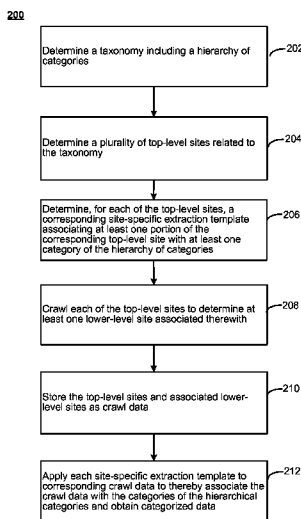 200
Determine a taxonomy including a hierarchy of
categories
202
Determine a plurality of top-level sites related to
the taxonomy
204
Determine, for each of the top-level sites, a
corresponding site-specific extraction template
associating at least one portion of the
corresponding top-level site with at least one
category of the hierarchy of categories
206
Crawl each of the top-level sites to determine at
least one lower-level site associated therewith
208
Store the top-level sites and associated lower-
level sites as crawl data
210
Apply each site-specific extraction template to
corresponding crawl data to thereby associate the
crawl data with the categories of the hierarchical
categories and obtain categorized data
212